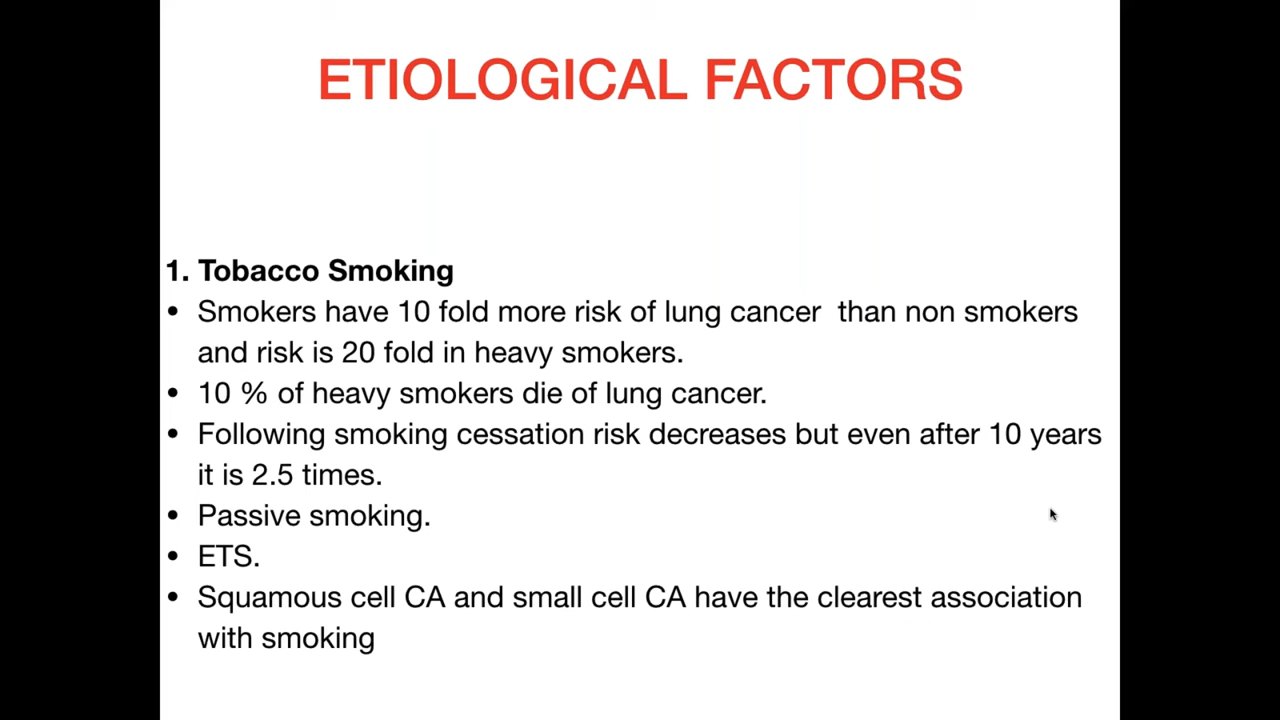 ETIOLOGICAL FACTORS
1. Tobacco Smoking
• Smokers have 10 fold more risk of lung cancer  than non smokers
and risk is 20 fold in heavy smokers.
• 10 % of heavy smokers die of lung cancer.
• Following smoking cessation risk decreases but even after 10 years
it is 2.5 times.
• Passive smoking.
• ETS.
• Squamous cell CA and small cell CA have the clearest association
with smoking